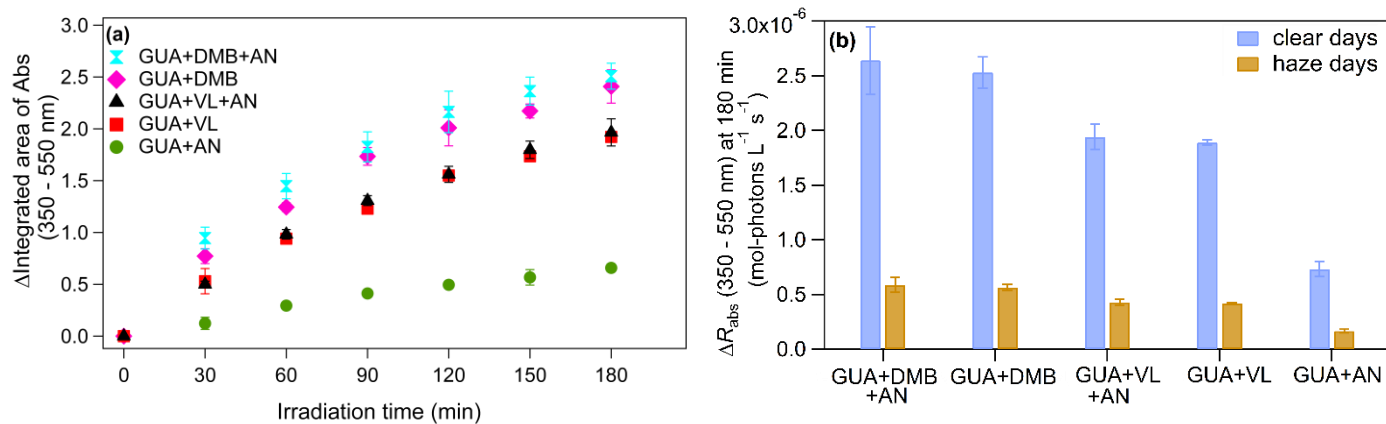 (a)
GUA+DMB+AN
GUA+DMB
GUA+VL+AN
GUA+VL
GUA+AN
ΔIntegrated area of Abs
(350 - 550 nm)
3.0
2.5
2.0
1.5
1.0
0.5
0.0
0 30 60 90 120 150 180
Irradiation time (min)
(b)
clear days
haze days
ΔR_abs (350 - 550 nm) at 180 min
(mol-photons L⁻¹ s⁻¹)
3.0x10⁻⁶
2.5
2.0
1.5
1.0
0.5
0.0
GUA+DMB
+AN
GUA+DMB
GUA+VL
+AN
GUA+VL
GUA+AN